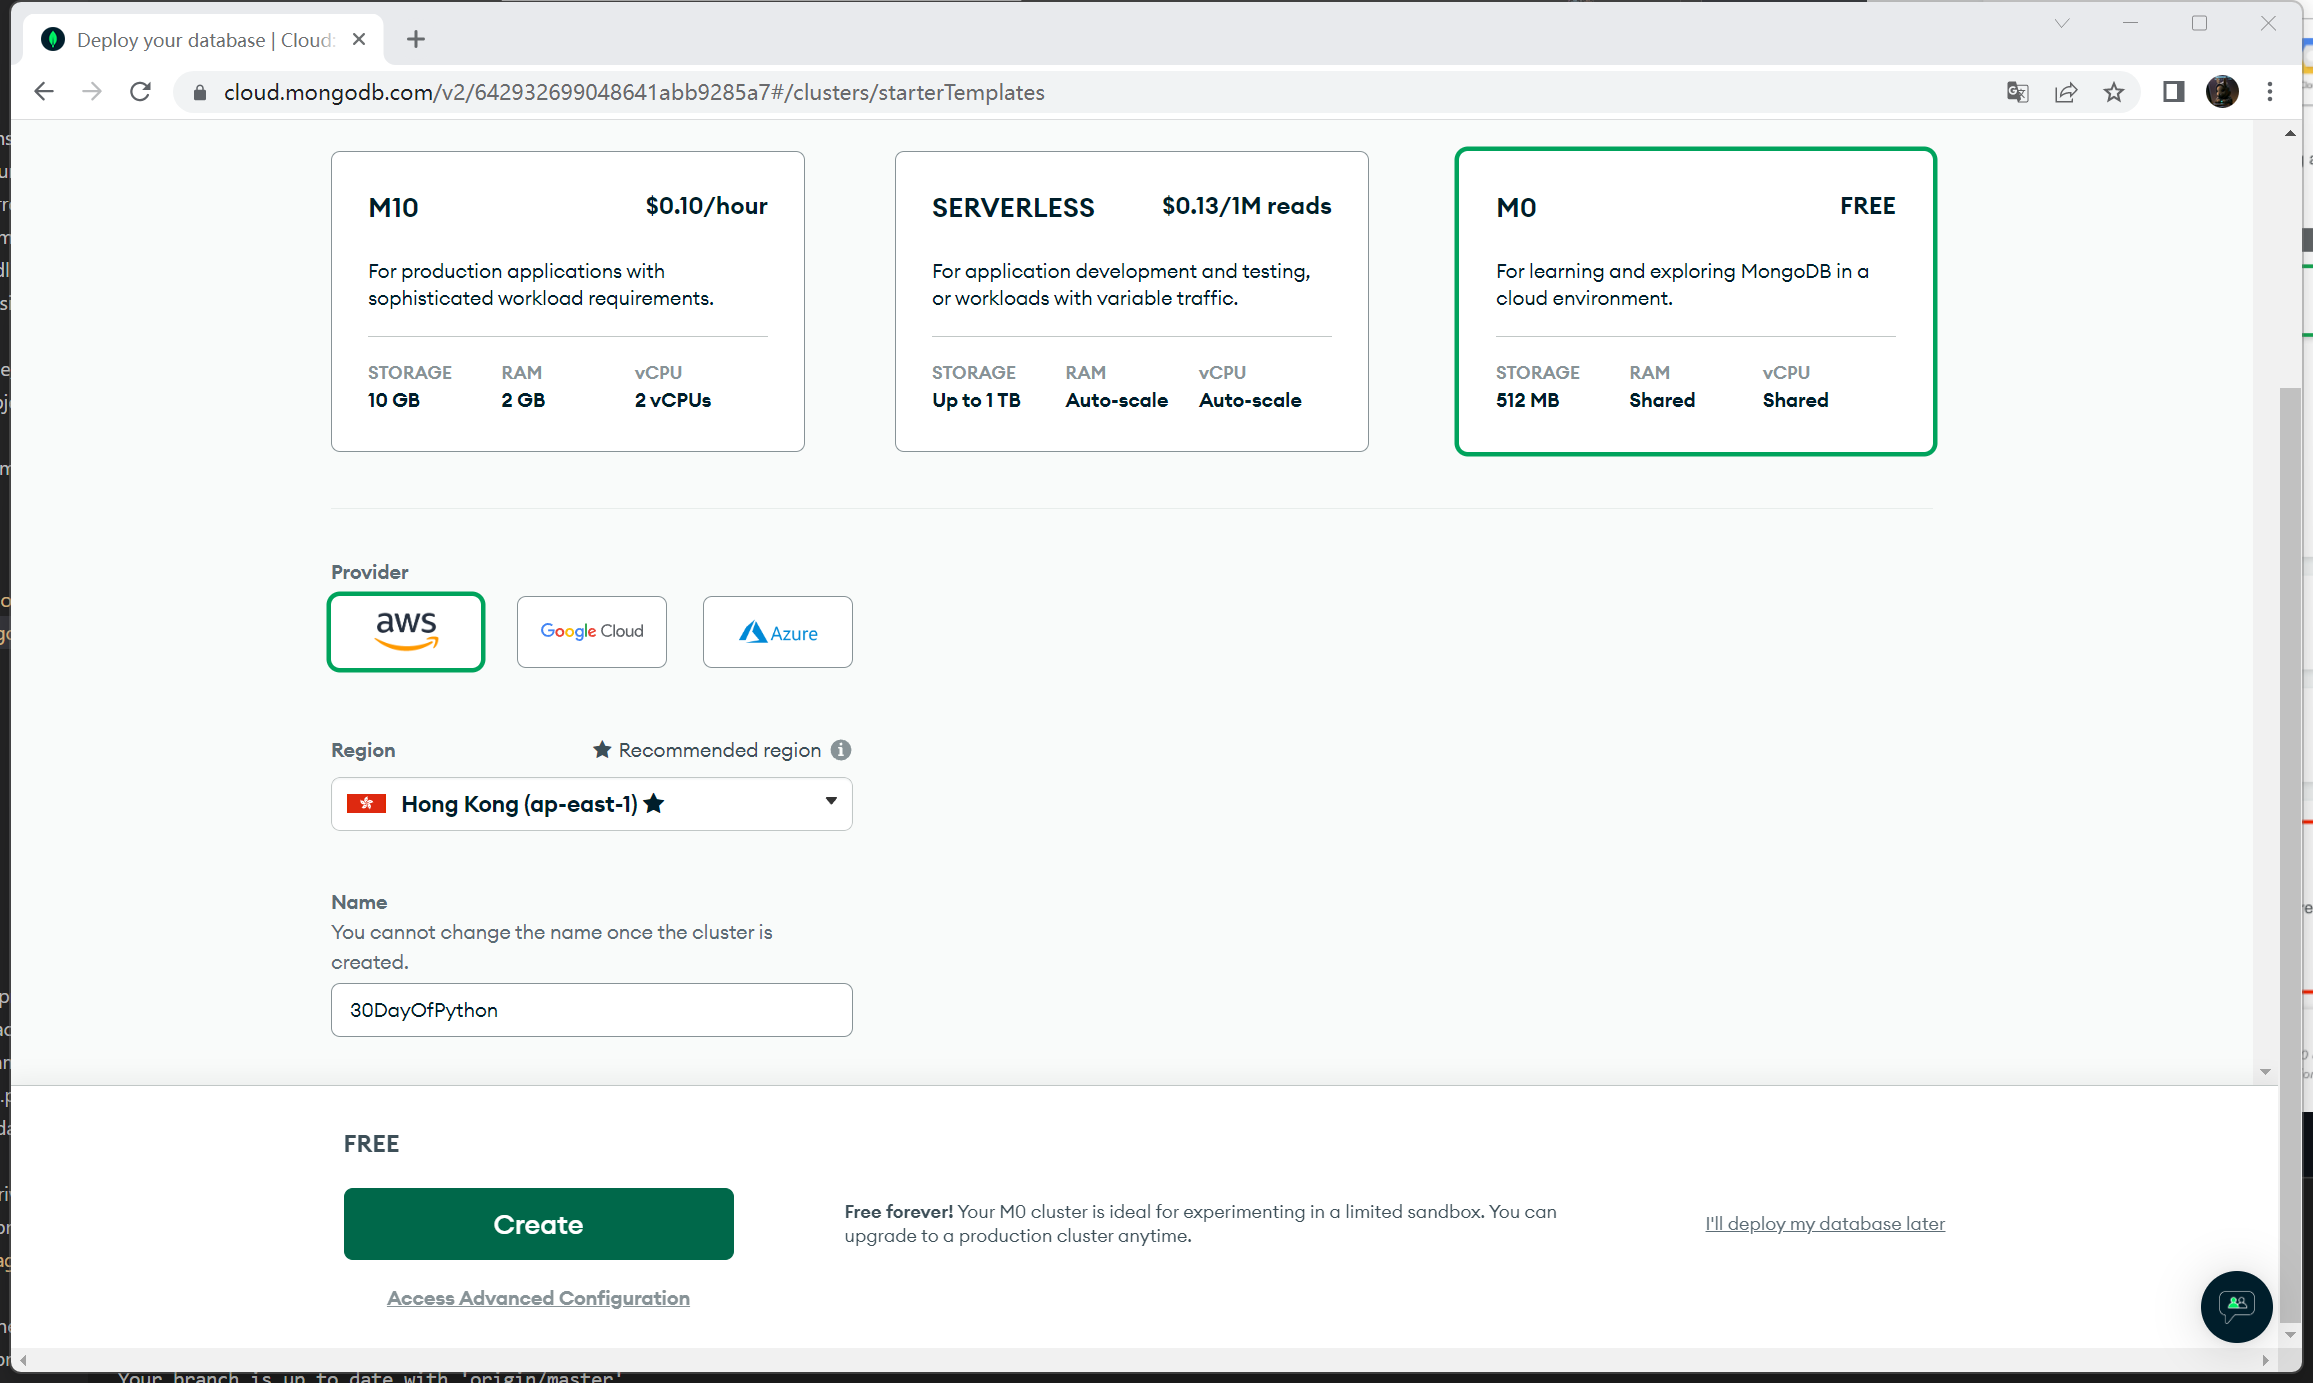 Deploy your database | Cloud:
cloud.mongodb.com/v2/642932699048641abb9285a7#/clusters/starterTemplates
M10 $0.10/hour
For production applications with
sophisticated workload requirements.
STORAGE RAM vCPU
10 GB 2 GB 2 vCPUs
SERVERLESS $0.13/1M reads
For application development and testing,
or workloads with variable traffic.
STORAGE RAM vCPU
Up to 1 TB Auto-scale Auto-scale
M0 FREE
For learning and exploring MongoDB in a
cloud environment.
STORAGE RAM vCPU
512 MB Shared Shared
Provider
aws
Google Cloud
Azure
Region ★ Recommended region
Hong Kong (ap-east-1) ★
Name
You cannot change the name once the cluster is
created.
30DayOfPython
FREE
Create
Access Advanced Configuration
Free forever! Your M0 cluster is ideal for experimenting in a limited sandbox. You can
upgrade to a production cluster anytime.
I'll deploy my database later
Your branch is up to date with 'origin/master'